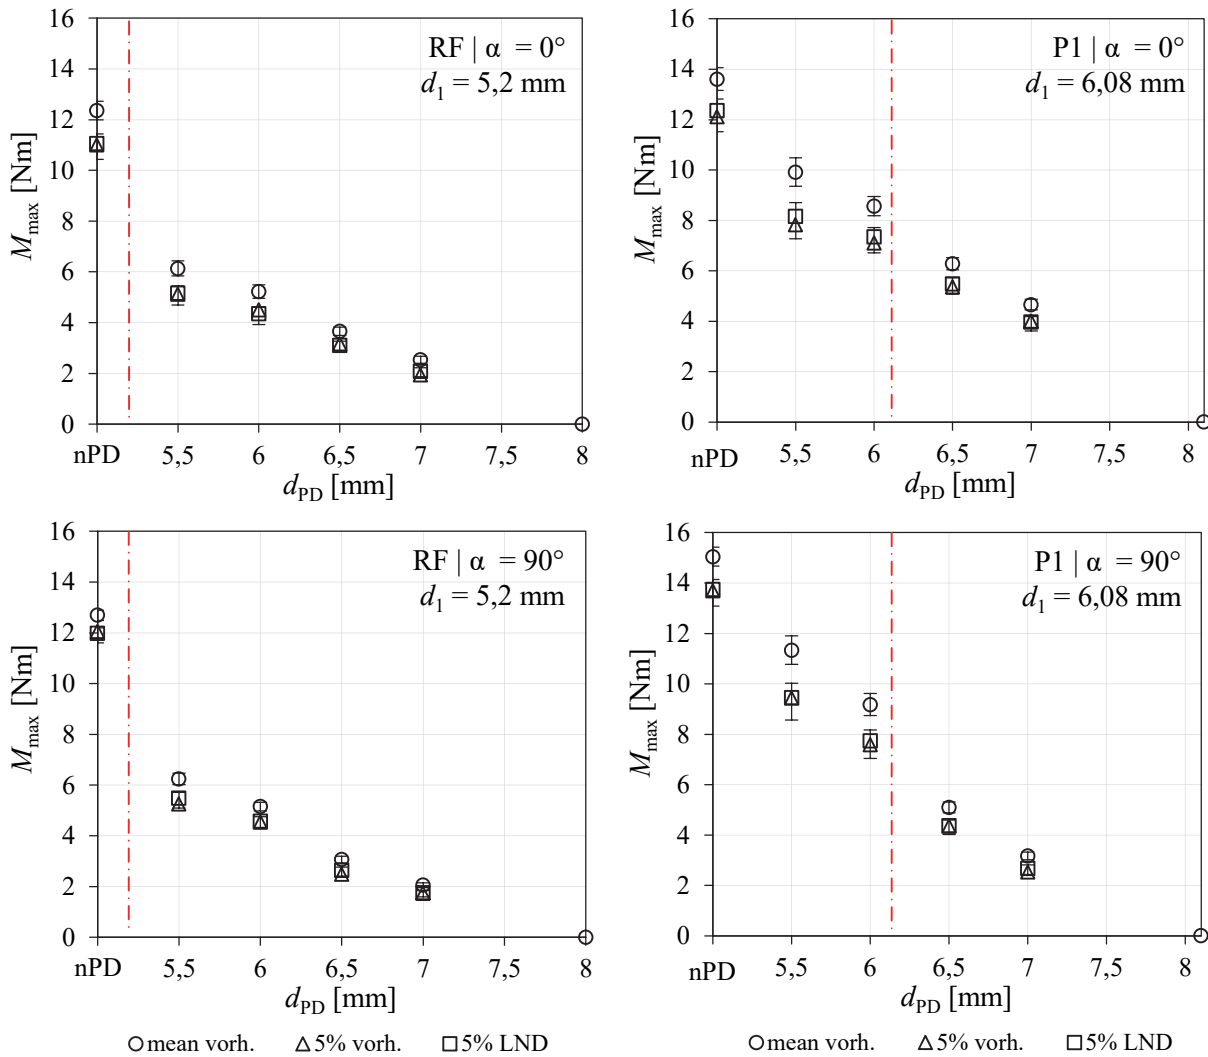 16
14
12
10
8
6
4
2
0
M_max [Nm]
RF | α = 0°
d_1 = 5,2 mm
nPD 5,5 6 6,5 7 7,5 8
d_PD [mm]
16
14
12
10
8
6
4
2
0
M_max [Nm]
P1 | α = 0°
d_1 = 6,08 mm
nPD 5,5 6 6,5 7 7,5 8
d_PD [mm]
16
14
12
10
8
6
4
2
0
M_max [Nm]
RF | α = 90°
d_1 = 5,2 mm
nPD 5,5 6 6,5 7 7,5 8
d_PD [mm]
16
14
12
10
8
6
4
2
0
M_max [Nm]
P1 | α = 90°
d_1 = 6,08 mm
nPD 5,5 6 6,5 7 7,5 8
d_PD [mm]
mean vorh. 5% vorh. 5% LND